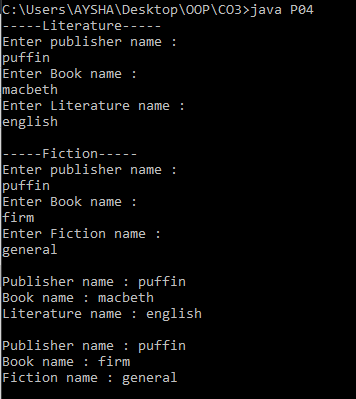 C:\Users\AYSHA\Desktop\OOP\CO3>java P04
-----Literature-----
Enter publisher name :
puffin
Enter Book name :
macbeth
Enter Literature name :
english
-----Fiction-----
Enter publisher name :
puffin
Enter Book name :
firm
Enter Fiction name :
general
Publisher name : puffin
Book name : macbeth
Literature name : english
Publisher name : puffin
Book name : firm
Fiction name : general